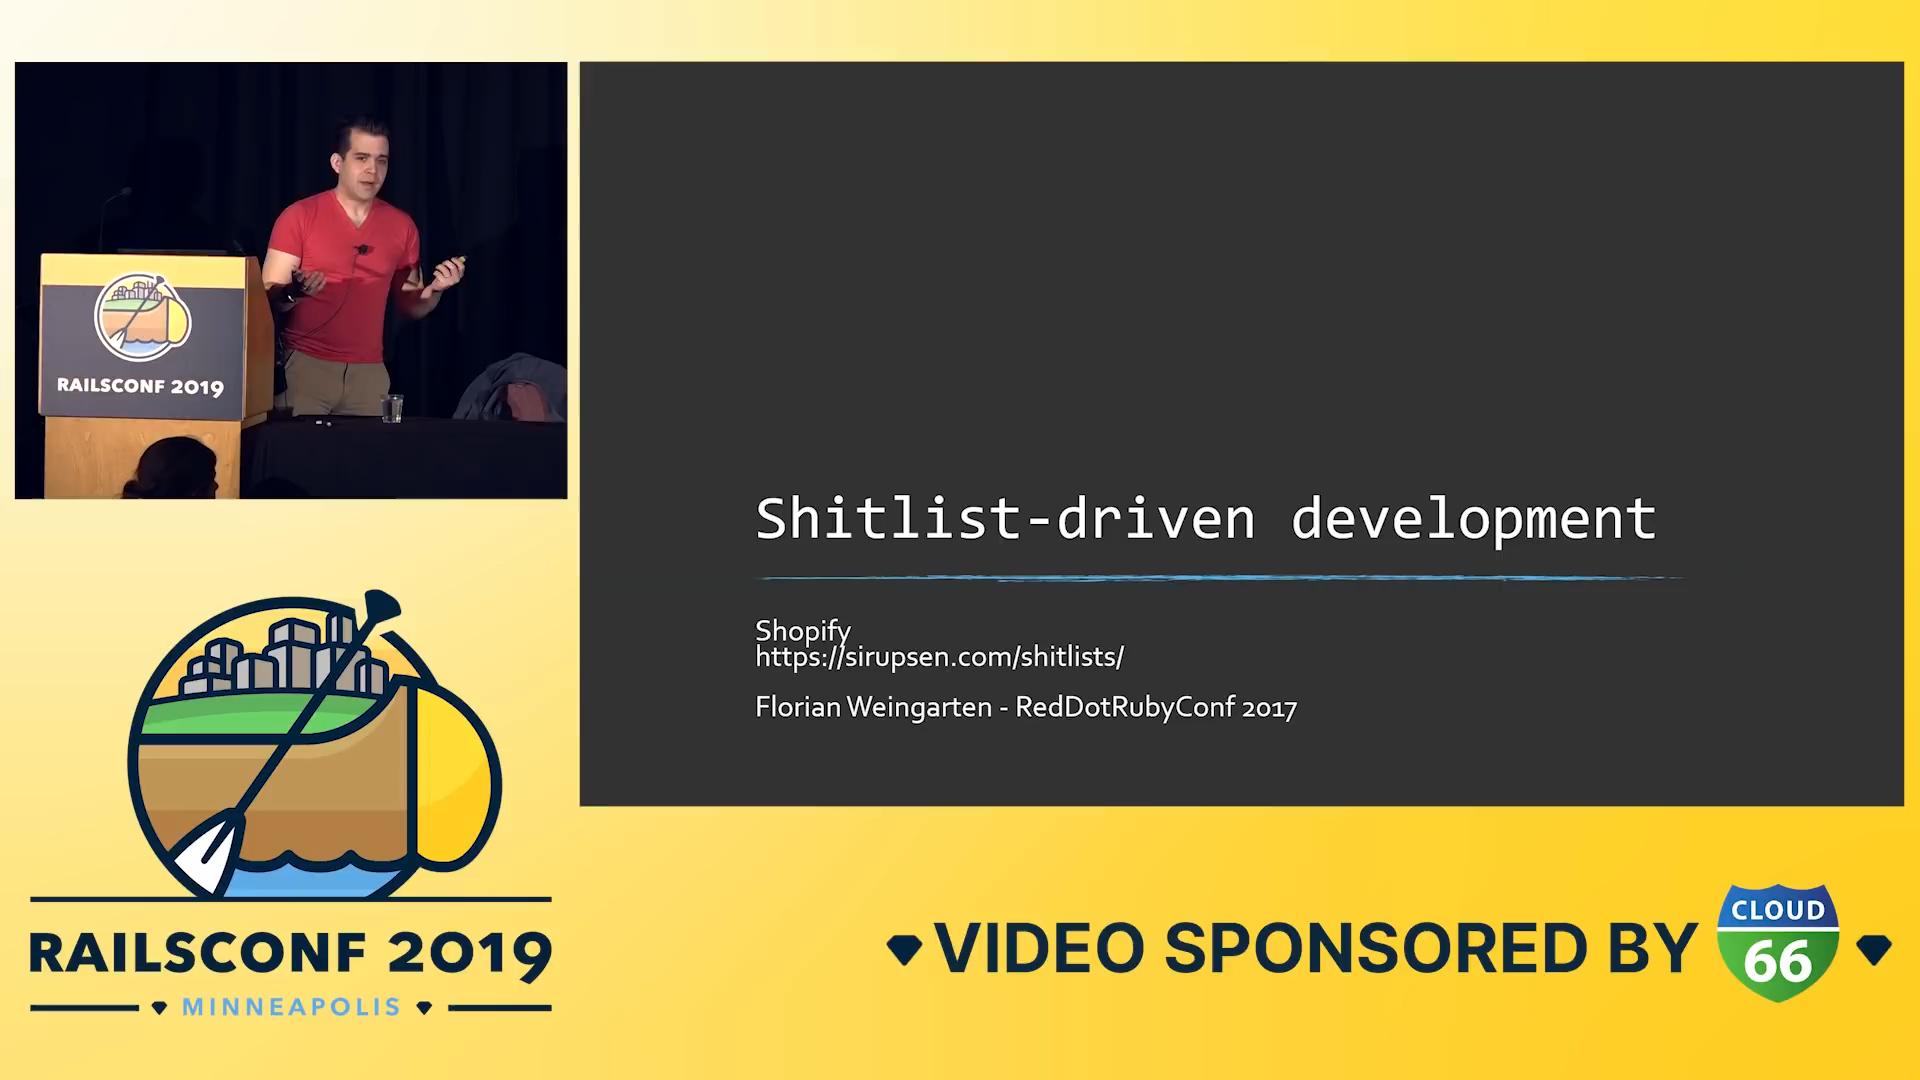 RAILSCONF 2019
Shitlist-driven development
Shopify
https://sirupsen.com/shitlists/
Florian Weingarten - RedDotRubyConf 2017
RAILSCONF 2019
MINNEAPOLIS
VIDEO SPONSORED BY
CLOUD
66